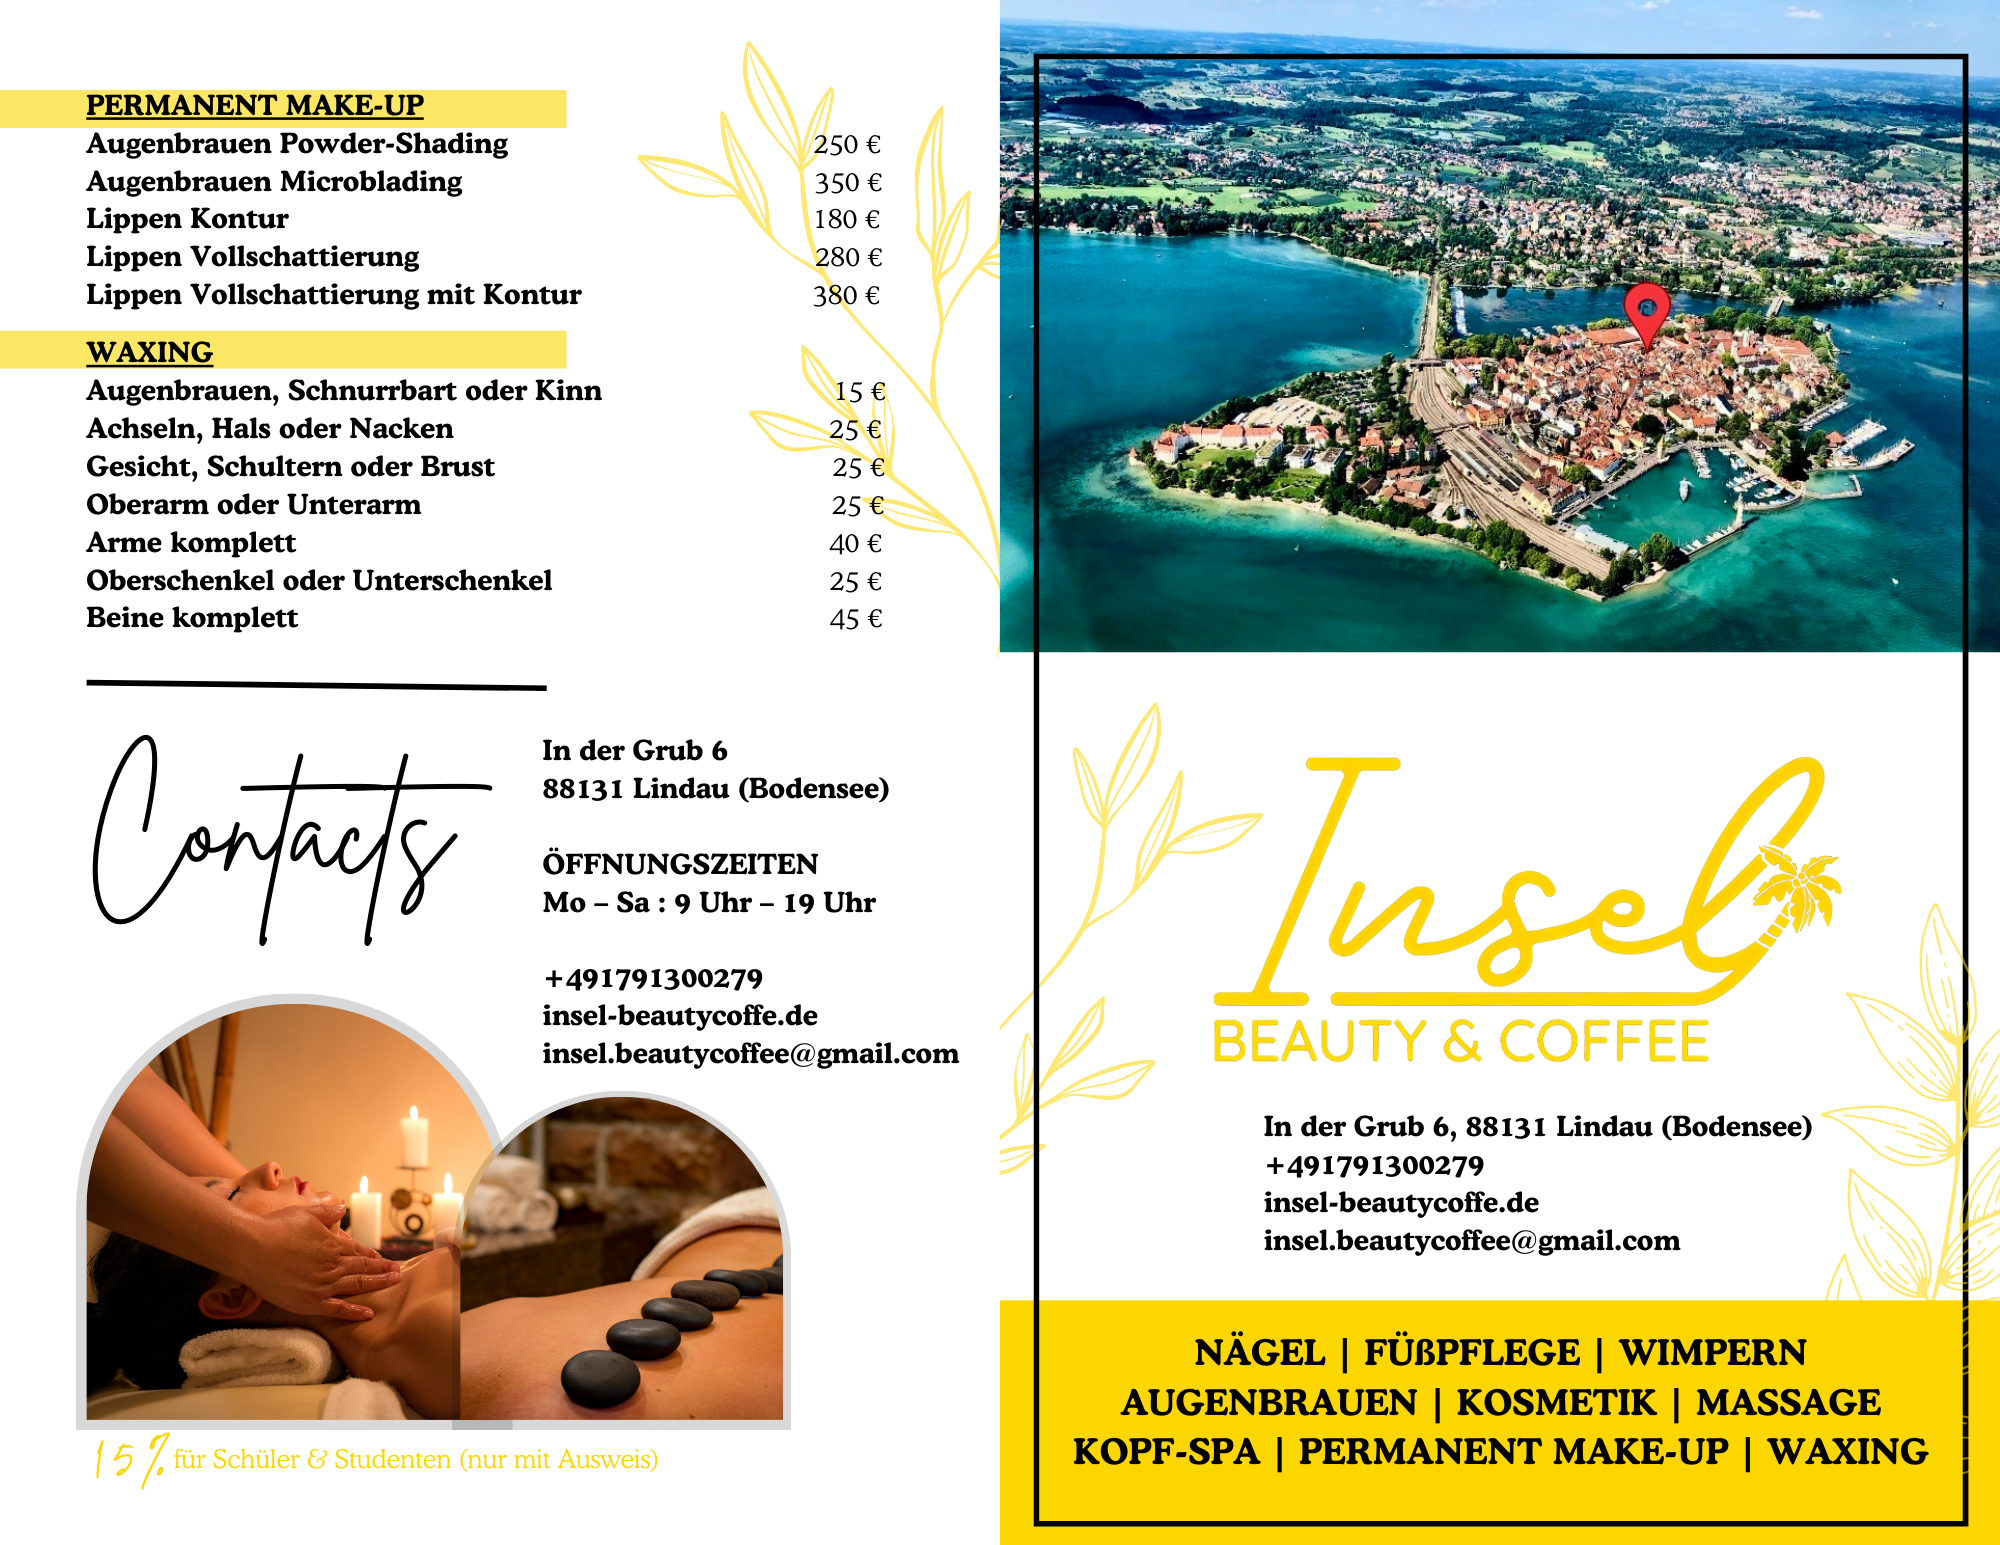 PERMANENT MAKE-UP
Augenbrauen Powder-Shading 250 €
Augenbrauen Microblading 350 €
Lippen Kontur 180 €
Lippen Vollschattierung 280 €
Lippen Vollschattierung mit Kontur 380 €
WAXING
Augenbrauen, Schnurrbart oder Kinn 15 €
Achseln, Hals oder Nacken 25 €
Gesicht, Schultern oder Brust 25 €
Oberarm oder Unterarm 25 €
Arme komplett 40 €
Oberschenkel oder Unterschenkel 25 €
Beine komplett 45 €
Contacts
In der Grub 6
88131 Lindau (Bodensee)
ÖFFNUNGSZEITEN
Mo – Sa : 9 Uhr – 19 Uhr
+491791300279
insel-beautycoffe.de
insel.beautycoffee@gmail.com
15% für Schüler & Studenten (nur mit Ausweis)
Insel
BEAUTY & COFFEE
In der Grub 6, 88131 Lindau (Bodensee)
+491791300279
insel-beautycoffe.de
insel.beautycoffee@gmail.com
NÄGEL | FÜßPFLEGE | WIMPERN
AUGENBRAUEN | KOSMETIK | MASSAGE
KOPF-SPA | PERMANENT MAKE-UP | WAXING